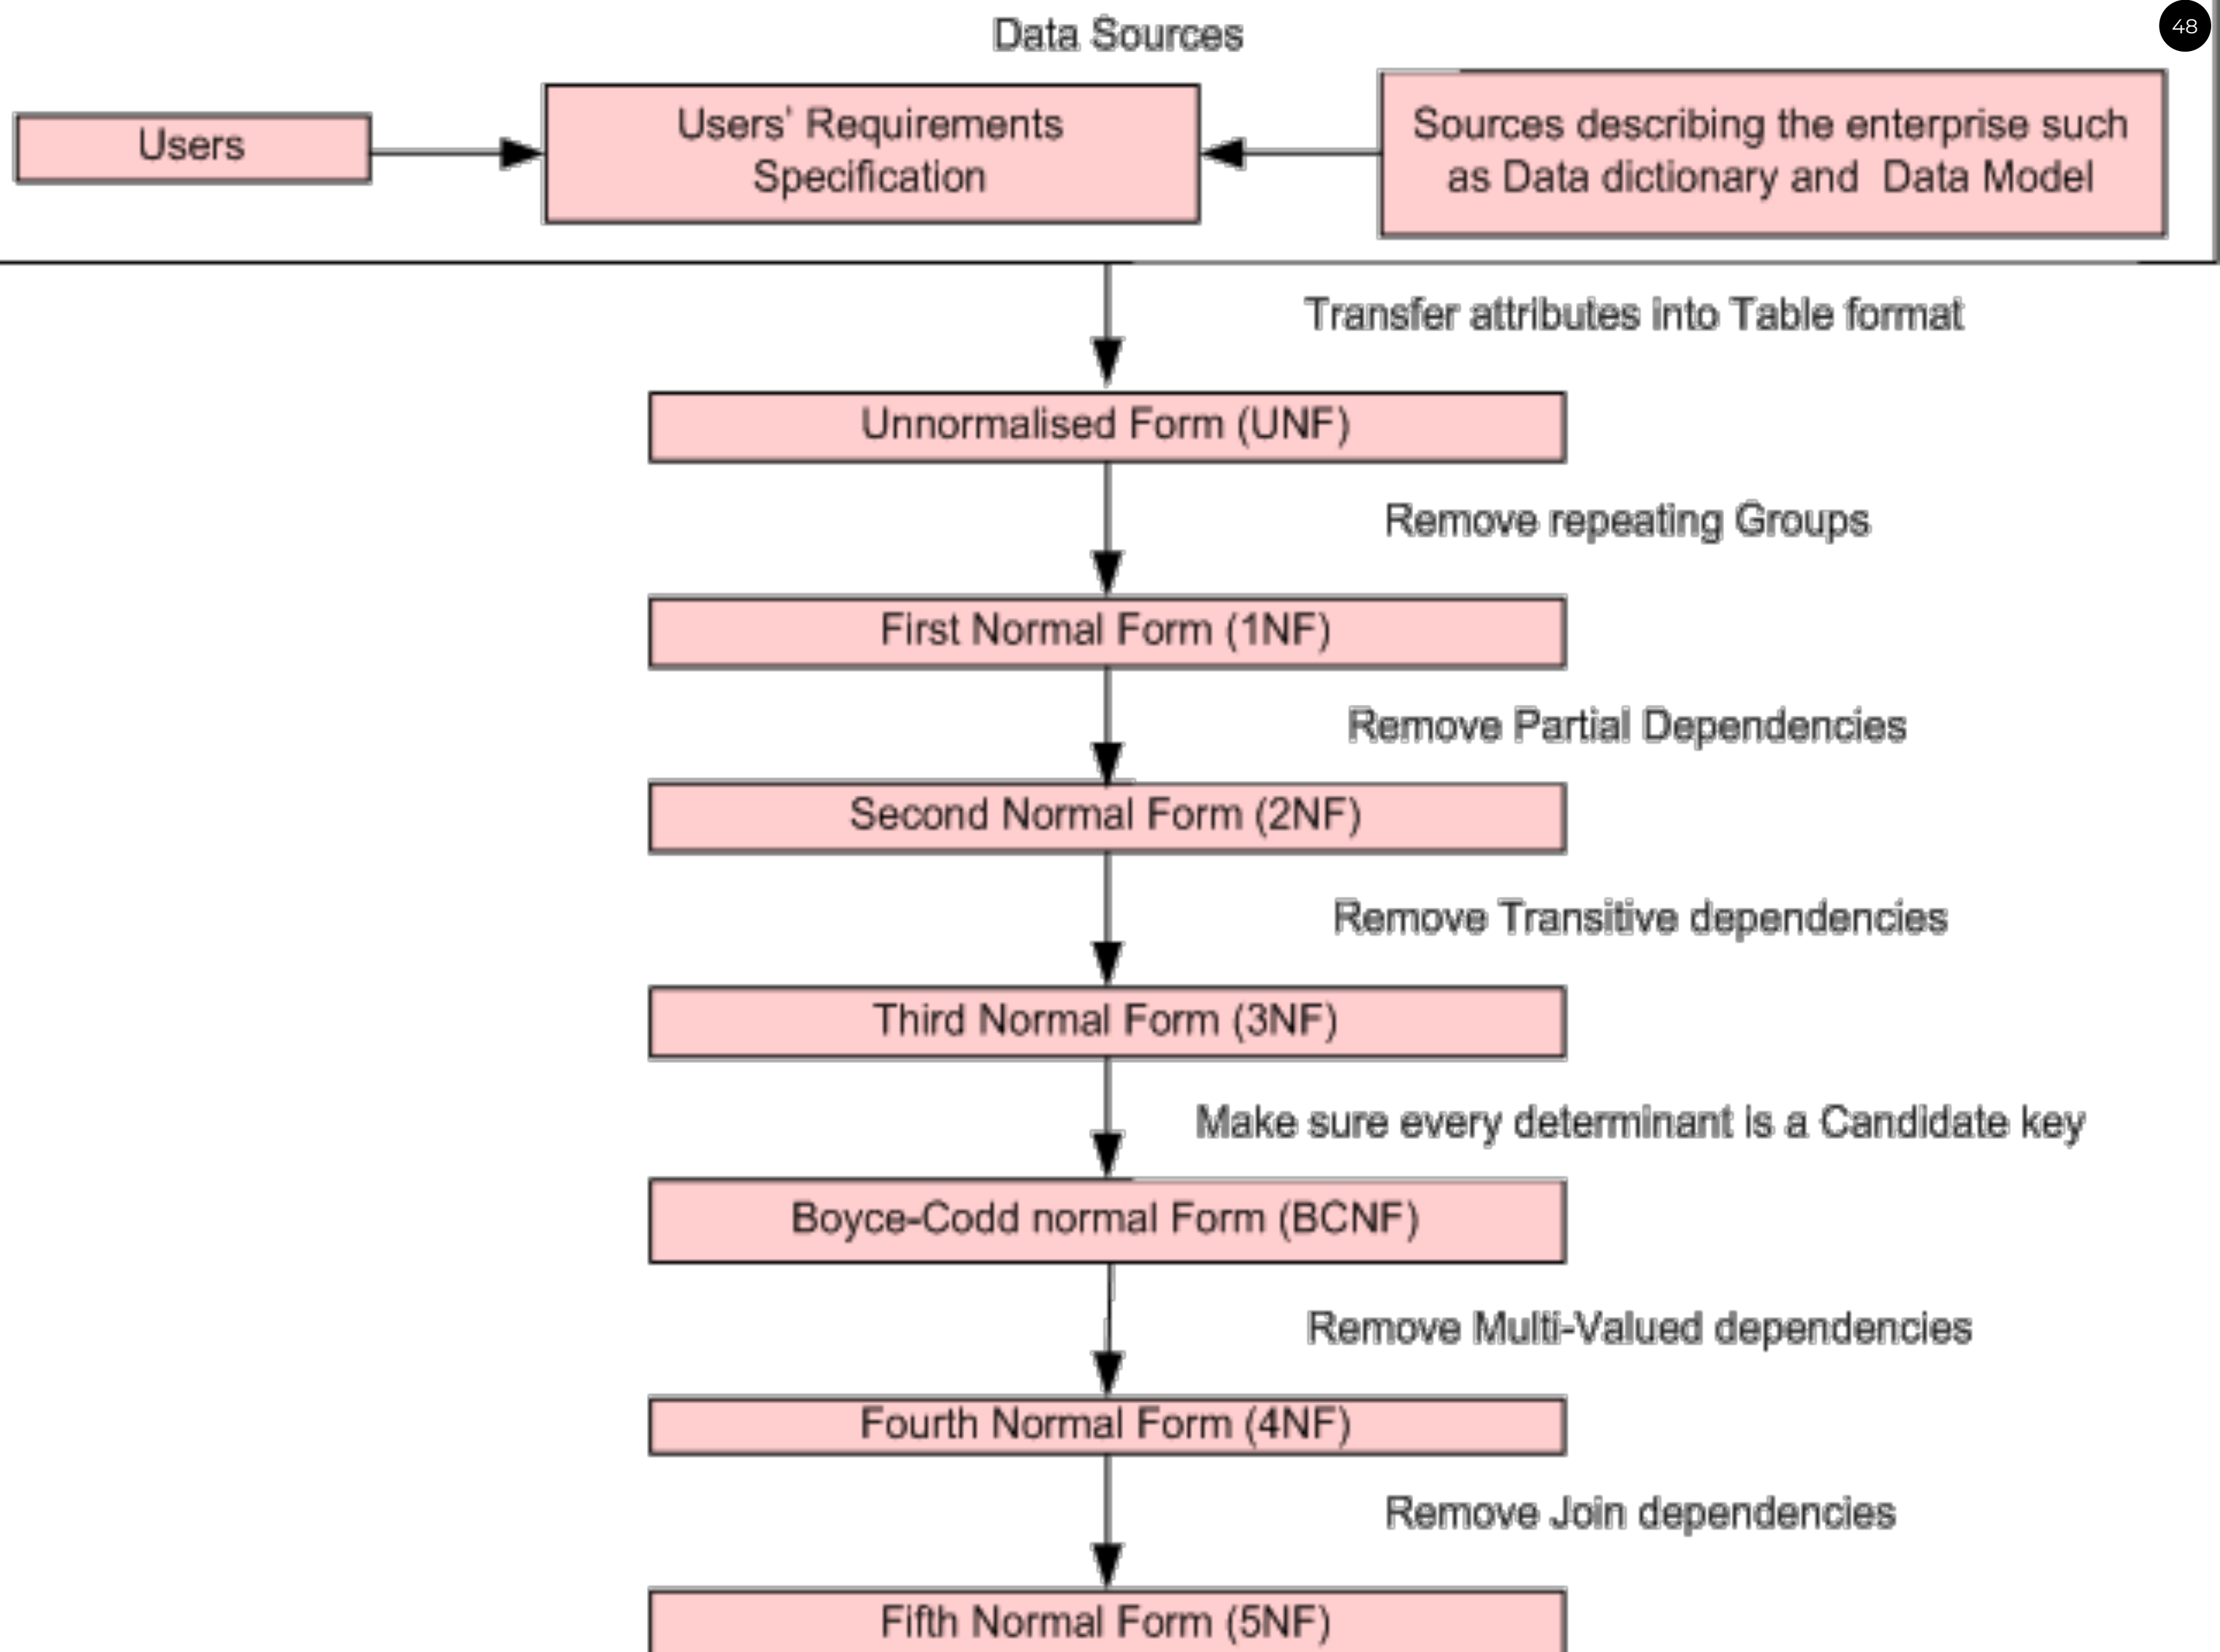 Data Sources
48
Users
Users' Requirements
Specification
Sources describing the enterprise such
as Data dictionary and Data Model
Transfer attributes into Table format
Unnormalised Form (UNF)
Remove repeating Groups
First Normal Form (1NF)
Remove Partial Dependencies
Second Normal Form (2NF)
Remove Transitive dependencies
Third Normal Form (3NF)
Make sure every determinant is a Candidate key
Boyce-Codd normal Form (BCNF)
Remove Multi-Valued dependencies
Fourth Normal Form (4NF)
Remove Join dependencies
Fifth Normal Form (5NF)